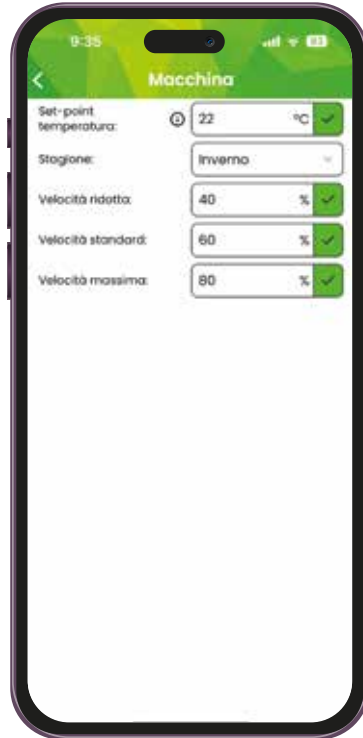 9:35
Macchina
Set-point
temperatura:
22 °C
Stagione:
Inverno
Velocità ridotta:
40 %
Velocità standard:
60 %
Velocità massima:
80 %